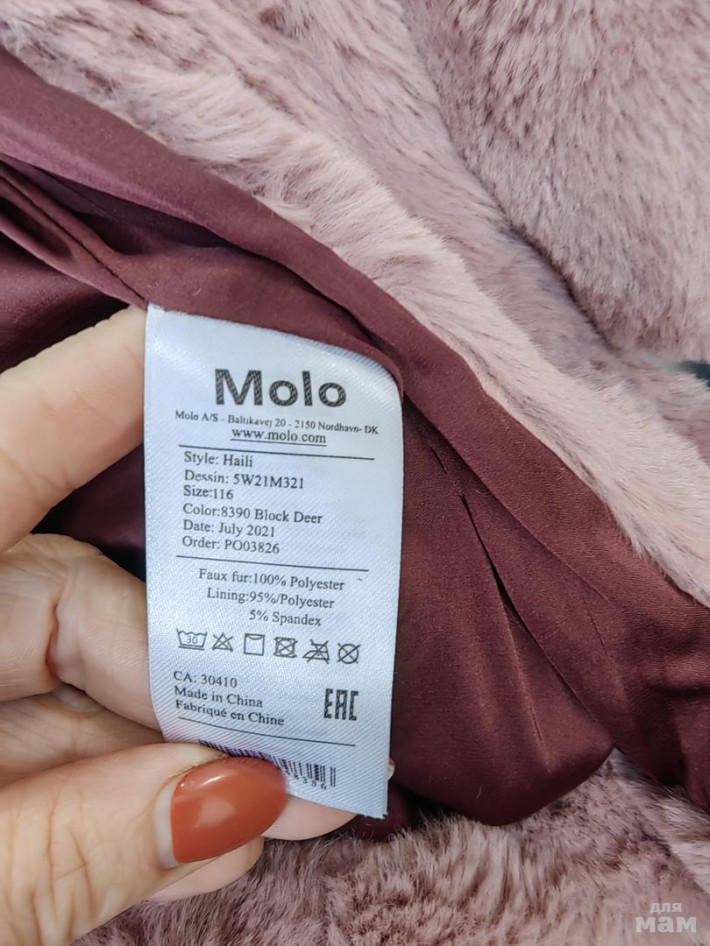 Molo
Molo A/S - Baltikavej 20 - 2150 Nordhavn- DK
www.molo.com
Style: Haili
Dessin: 5W21M321
Size:116
Color:8390 Block Deer
Date: July 2021
Order: PO03826
Faux fur:100% Polyester
Lining:95%/Polyester
5% Spandex
30
CA: 30410
Made in China
Fabriqué en Chine
EAC
для
мам